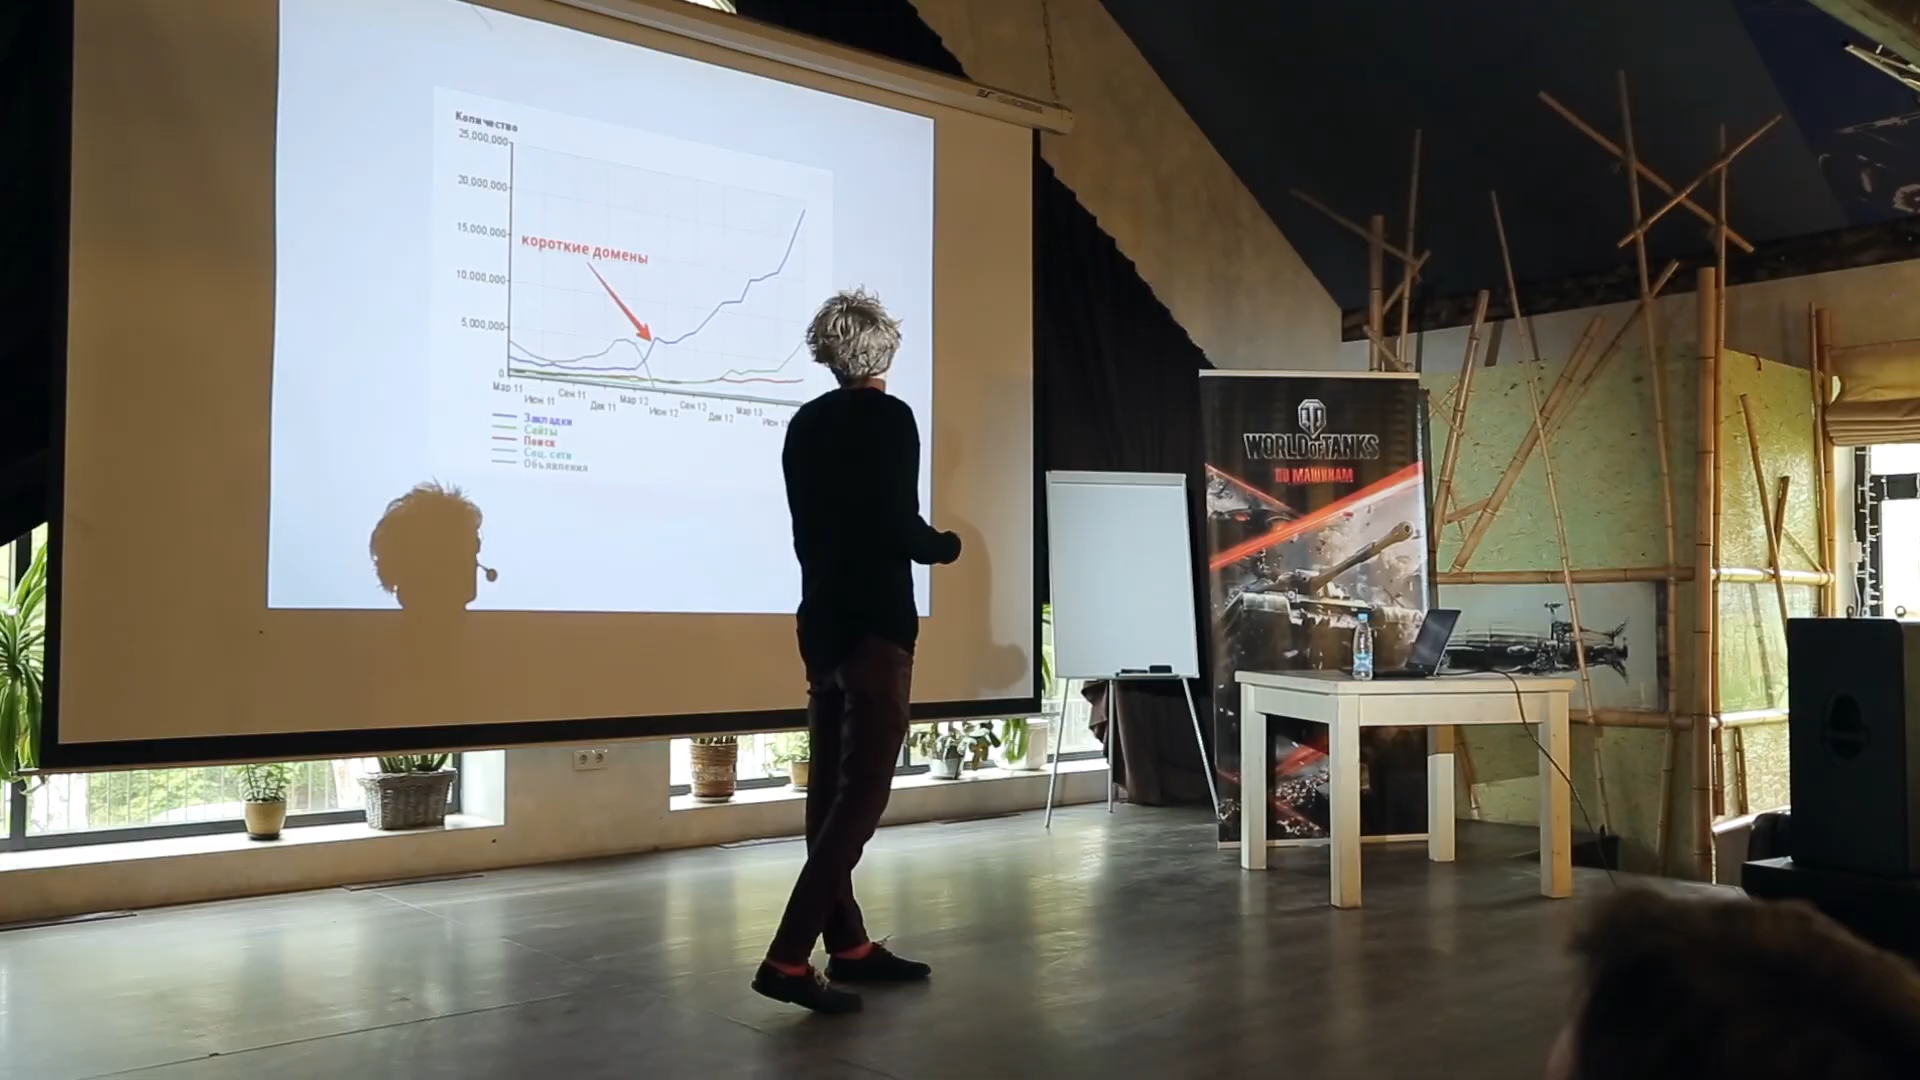 Количество
25,000,000
20,000,000
15,000,000
10,000,000
5,000,000
0
короткие домены
Мар 11
Июн 11
Сен 11
Дек 11
Мар 12
Июн 12
Сен 12
Дек 12
Мар 13
Июн
Закладки
Сайты
Поиск
Соц. сети
Объявления
WORLD OF TANKS
ПО МАШИНАМ